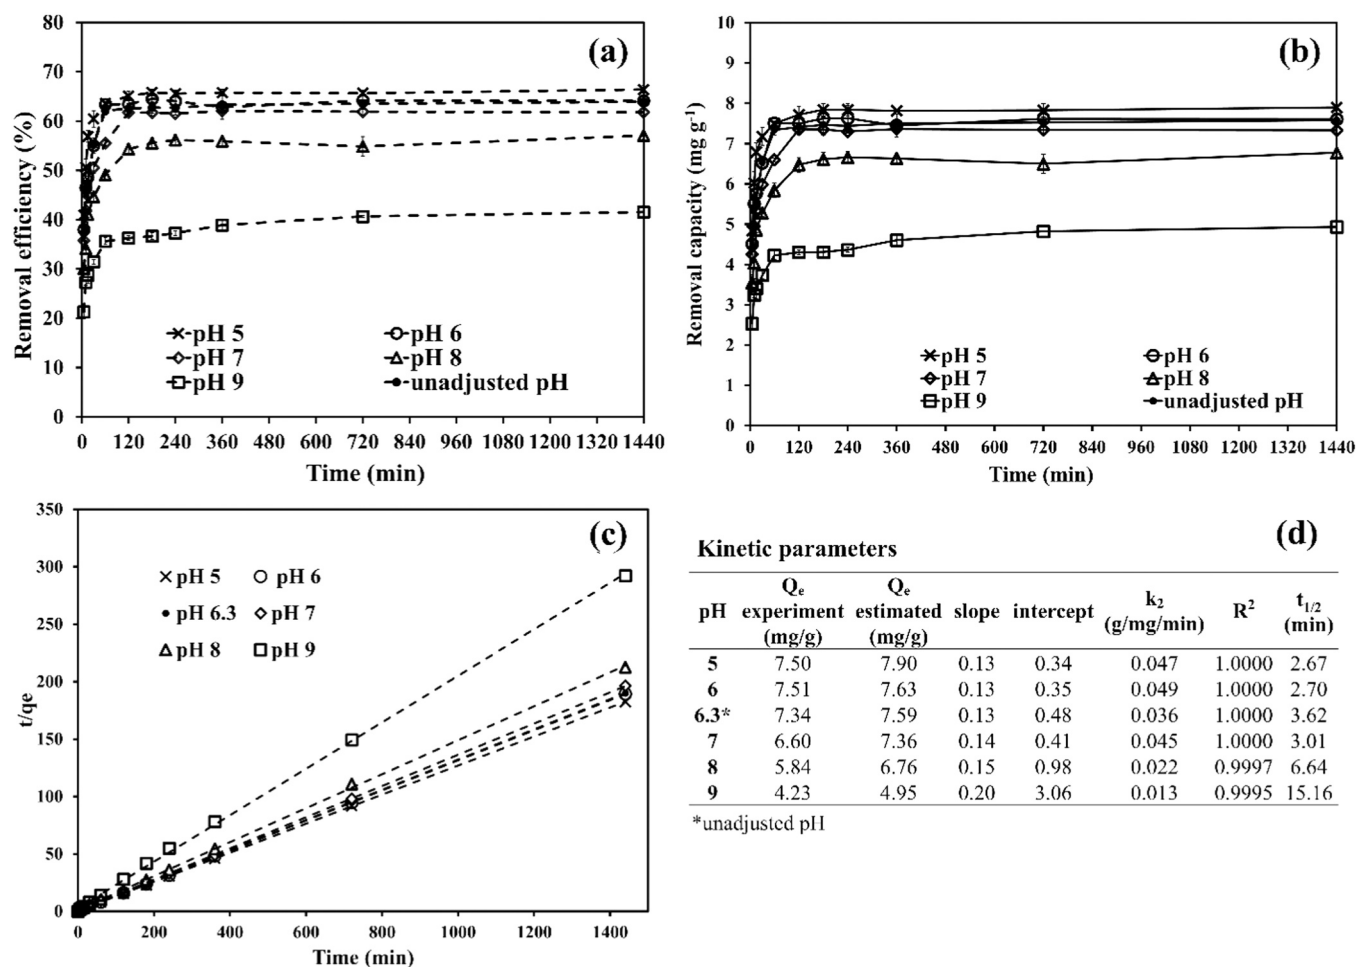 (a)
Removal efficiency (%)
80
70
60
50
40
30
20
10
0
pH 5
pH 6
pH 7
pH 8
pH 9
unadjusted pH
0 120 240 360 480 600 720 840 960 1080 1200 1320 1440
Time (min)
(b)
Removal capacity (mg g⁻¹)
10
9
8
7
6
5
4
3
2
1
0
pH 5
pH 6
pH 7
pH 8
pH 9
unadjusted pH
0 120 240 360 480 600 720 840 960 1080 1200 1320 1440
Time (min)
(c)
t/qe
350
300
250
200
150
100
50
0
pH 5
pH 6
pH 6.3
pH 7
pH 8
pH 9
0 200 400 600 800 1000 1200 1400
Time (min)
(d)
Kinetic parameters
pH Qₑ experiment (mg/g) Qₑ estimated (mg/g) slope intercept k₂ (g/mg/min) R² t₁/₂ (min)
5 7.50 7.90 0.13 0.34 0.047 1.0000 2.67
6 7.51 7.63 0.13 0.35 0.049 1.0000 2.70
6.3* 7.34 7.59 0.13 0.48 0.036 1.0000 3.62
7 6.60 7.36 0.14 0.41 0.045 1.0000 3.01
8 5.84 6.76 0.15 0.98 0.022 0.9997 6.64
9 4.23 4.95 0.20 3.06 0.013 0.9995 15.16
*unadjusted pH